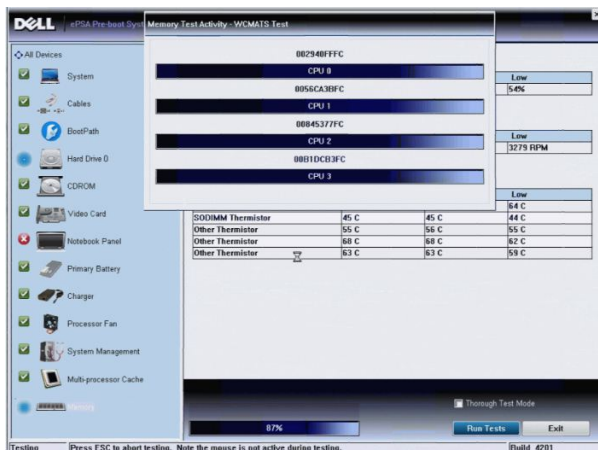 DELL
ePSA Pre-boot Syst
Memory Test Activity - WCMATS Test
002940FFFC
CPU 0
0056CA3BFC
CPU 1
00845377FC
CPU 2
00B1DCB3FC
CPU 3
All Devices
System
Cables
BootPath
Hard Drive 0
CDROM
Video Card
Notebook Panel
Primary Battery
Charger
Processor Fan
System Management
Multi-processor Cache
Memory
Low
54%
Low
3279 RPM
Low
64 C
SODIMM Thermistor 45 C 45 C 44 C
Other Thermistor 55 C 56 C 55 C
Other Thermistor 68 C 68 C 62 C
Other Thermistor 63 C 63 C 59 C
Thorough Test Mode
87%
Run Tests
Exit
Testing
Press ESC to abort testing. Note the mouse is not active during testing.
Build 4201